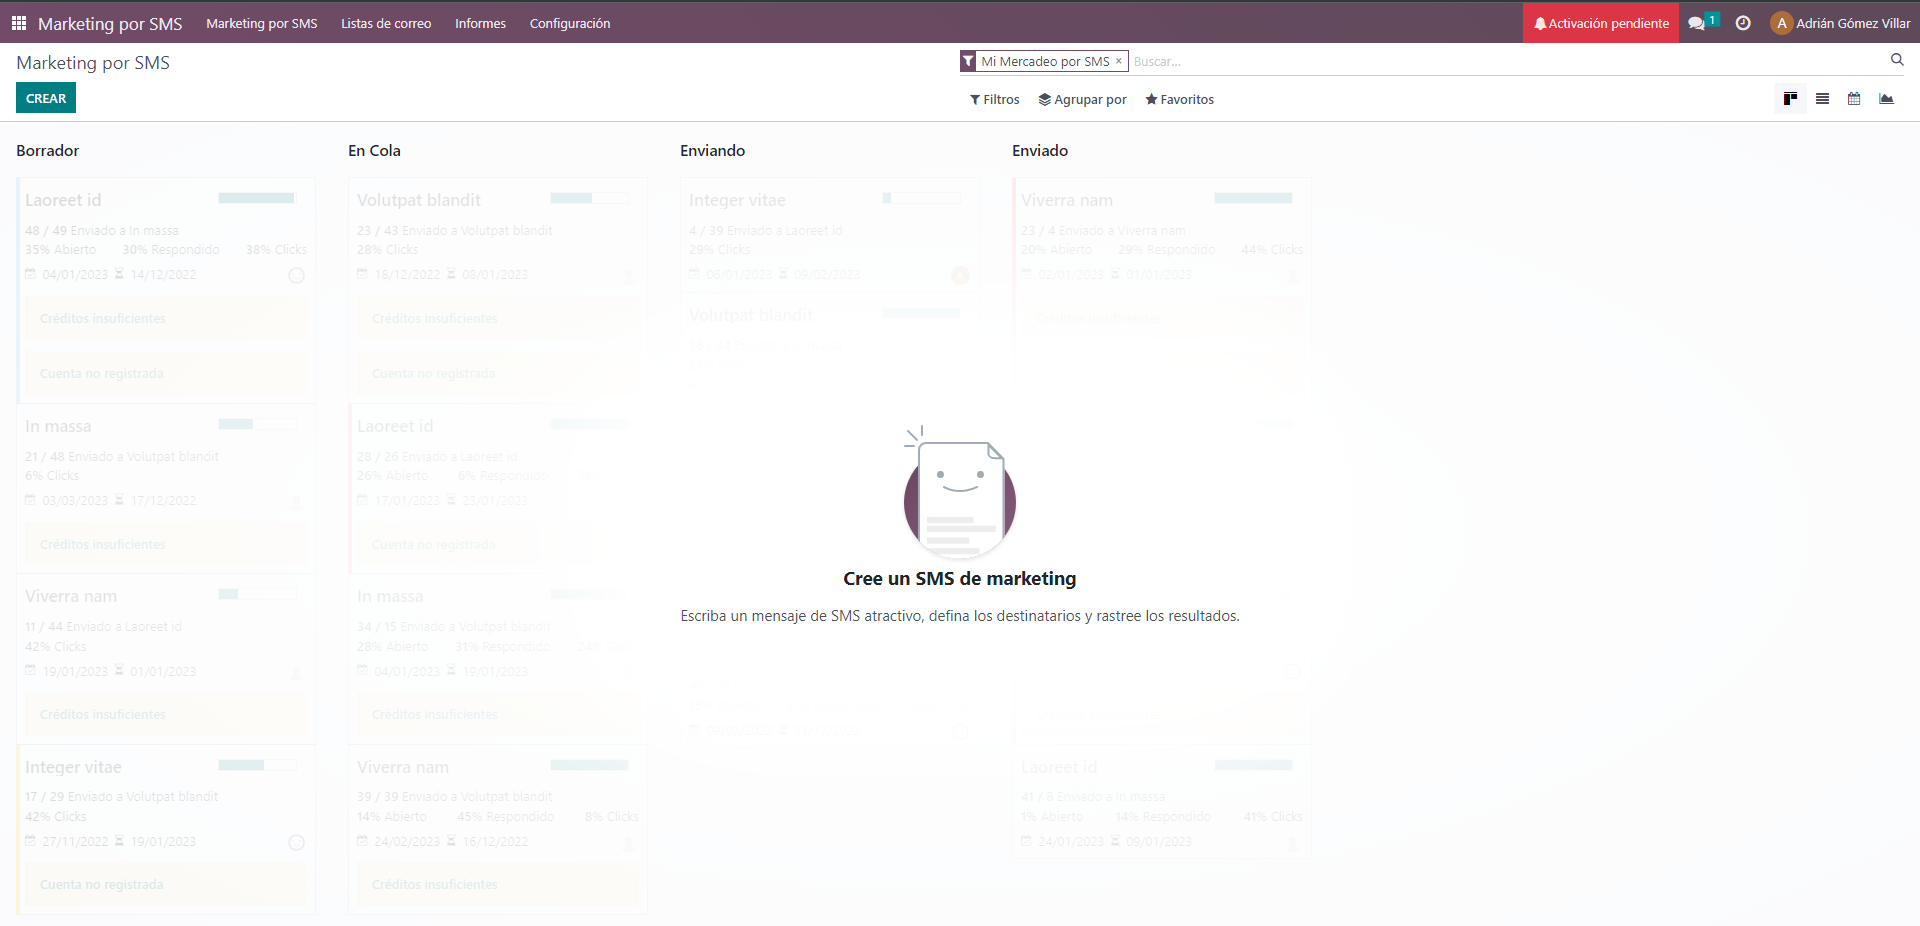 Marketing por SMS Marketing por SMS Listas de correo Informes Configuración Activación pendiente 1 A Adrián Gómez Villar
Marketing por SMS
Mi Mercadeo por SMS × Buscar...
CREAR
Filtros Agrupar por Favoritos
Borrador
En Cola
Enviando
Enviado
Laoreet id
48 / 49 Enviado a In massa
35% Abierto 30% Respondido 38% Clicks
04/01/2023 14/12/2022
Créditos insuficientes
Cuenta no registrada
In massa
21 / 48 Enviado a Volutpat blandit
6% Clicks
03/03/2023 17/12/2022
Créditos insuficientes
Viverra nam
11 / 44 Enviado a Laoreet id
42% Clicks
19/01/2023 01/01/2023
Créditos insuficientes
Integer vitae
17 / 29 Enviado a Volutpat blandit
42% Clicks
27/11/2022 19/01/2023
Cuenta no registrada
Volutpat blandit
23 / 43 Enviado a Volutpat blandit
28% Clicks
18/12/2022 08/01/2023
Créditos insuficientes
Cuenta no registrada
Laoreet id
28 / 26 Enviado a Laoreet id
26% Abierto 6% Respondido
17/01/2023 23/01/2023
Cuenta no registrada
In massa
34 / 15 Enviado a Volutpat blandit
28% Abierto 31% Respondido
04/01/2023 19/01/2023
Créditos insuficientes
Viverra nam
39 / 39 Enviado a Volutpat blandit
14% Abierto 45% Respondido 8% Clicks
24/02/2023 16/12/2022
Créditos insuficientes
Integer vitae
4 / 39 Enviado a Laoreet id
29% Clicks
08/01/2023 09/02/2023
Volutpat blandit
Viverra nam
23 / 4 Enviado a Viverra nam
20% Abierto 29% Respondido 44% Clicks
02/01/2023 01/01/2023
Créditos insuficientes
Laoreet id
41 / 8 Enviado a In massa
1% Abierto 14% Respondido 41% Clicks
24/01/2023 09/01/2023
Cree un SMS de marketing
Escriba un mensaje de SMS atractivo, defina los destinatarios y rastree los resultados.